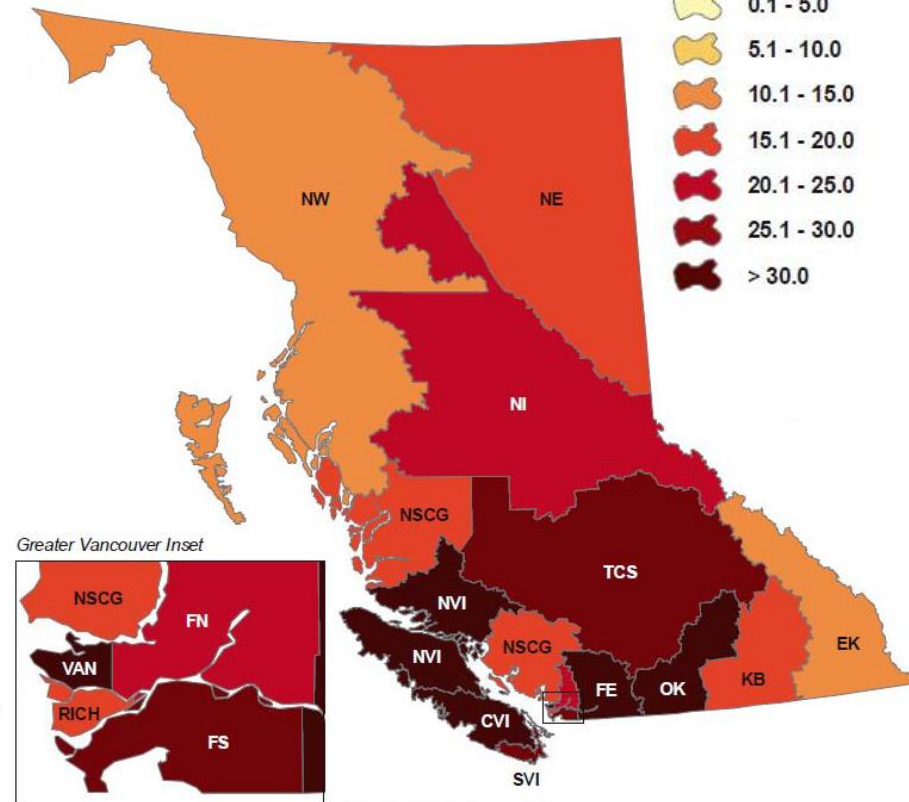 0.1 - 5.0
5.1 - 10.0
10.1 - 15.0
15.1 - 20.0
20.1 - 25.0
25.1 - 30.0
> 30.0
NW
NE
NI
NSCG
TCS
NVI
NSCG
NVI
EK
KB
FE
OK
CVI
SVI
Greater Vancouver Inset
NSCG
FN
VAN
RICH
FS